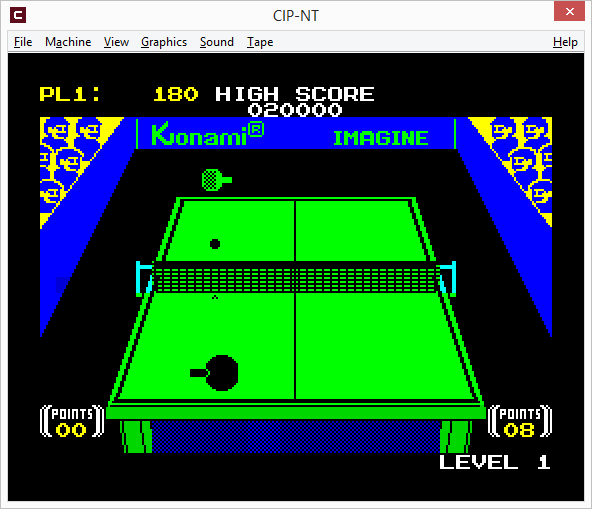 CIP-NT
File Machine View Graphics Sound Tape Help
PL1: 180 HIGH SCORE
020000
Konami® IMAGINE
POINTS POINTS
00 08
LEVEL 1